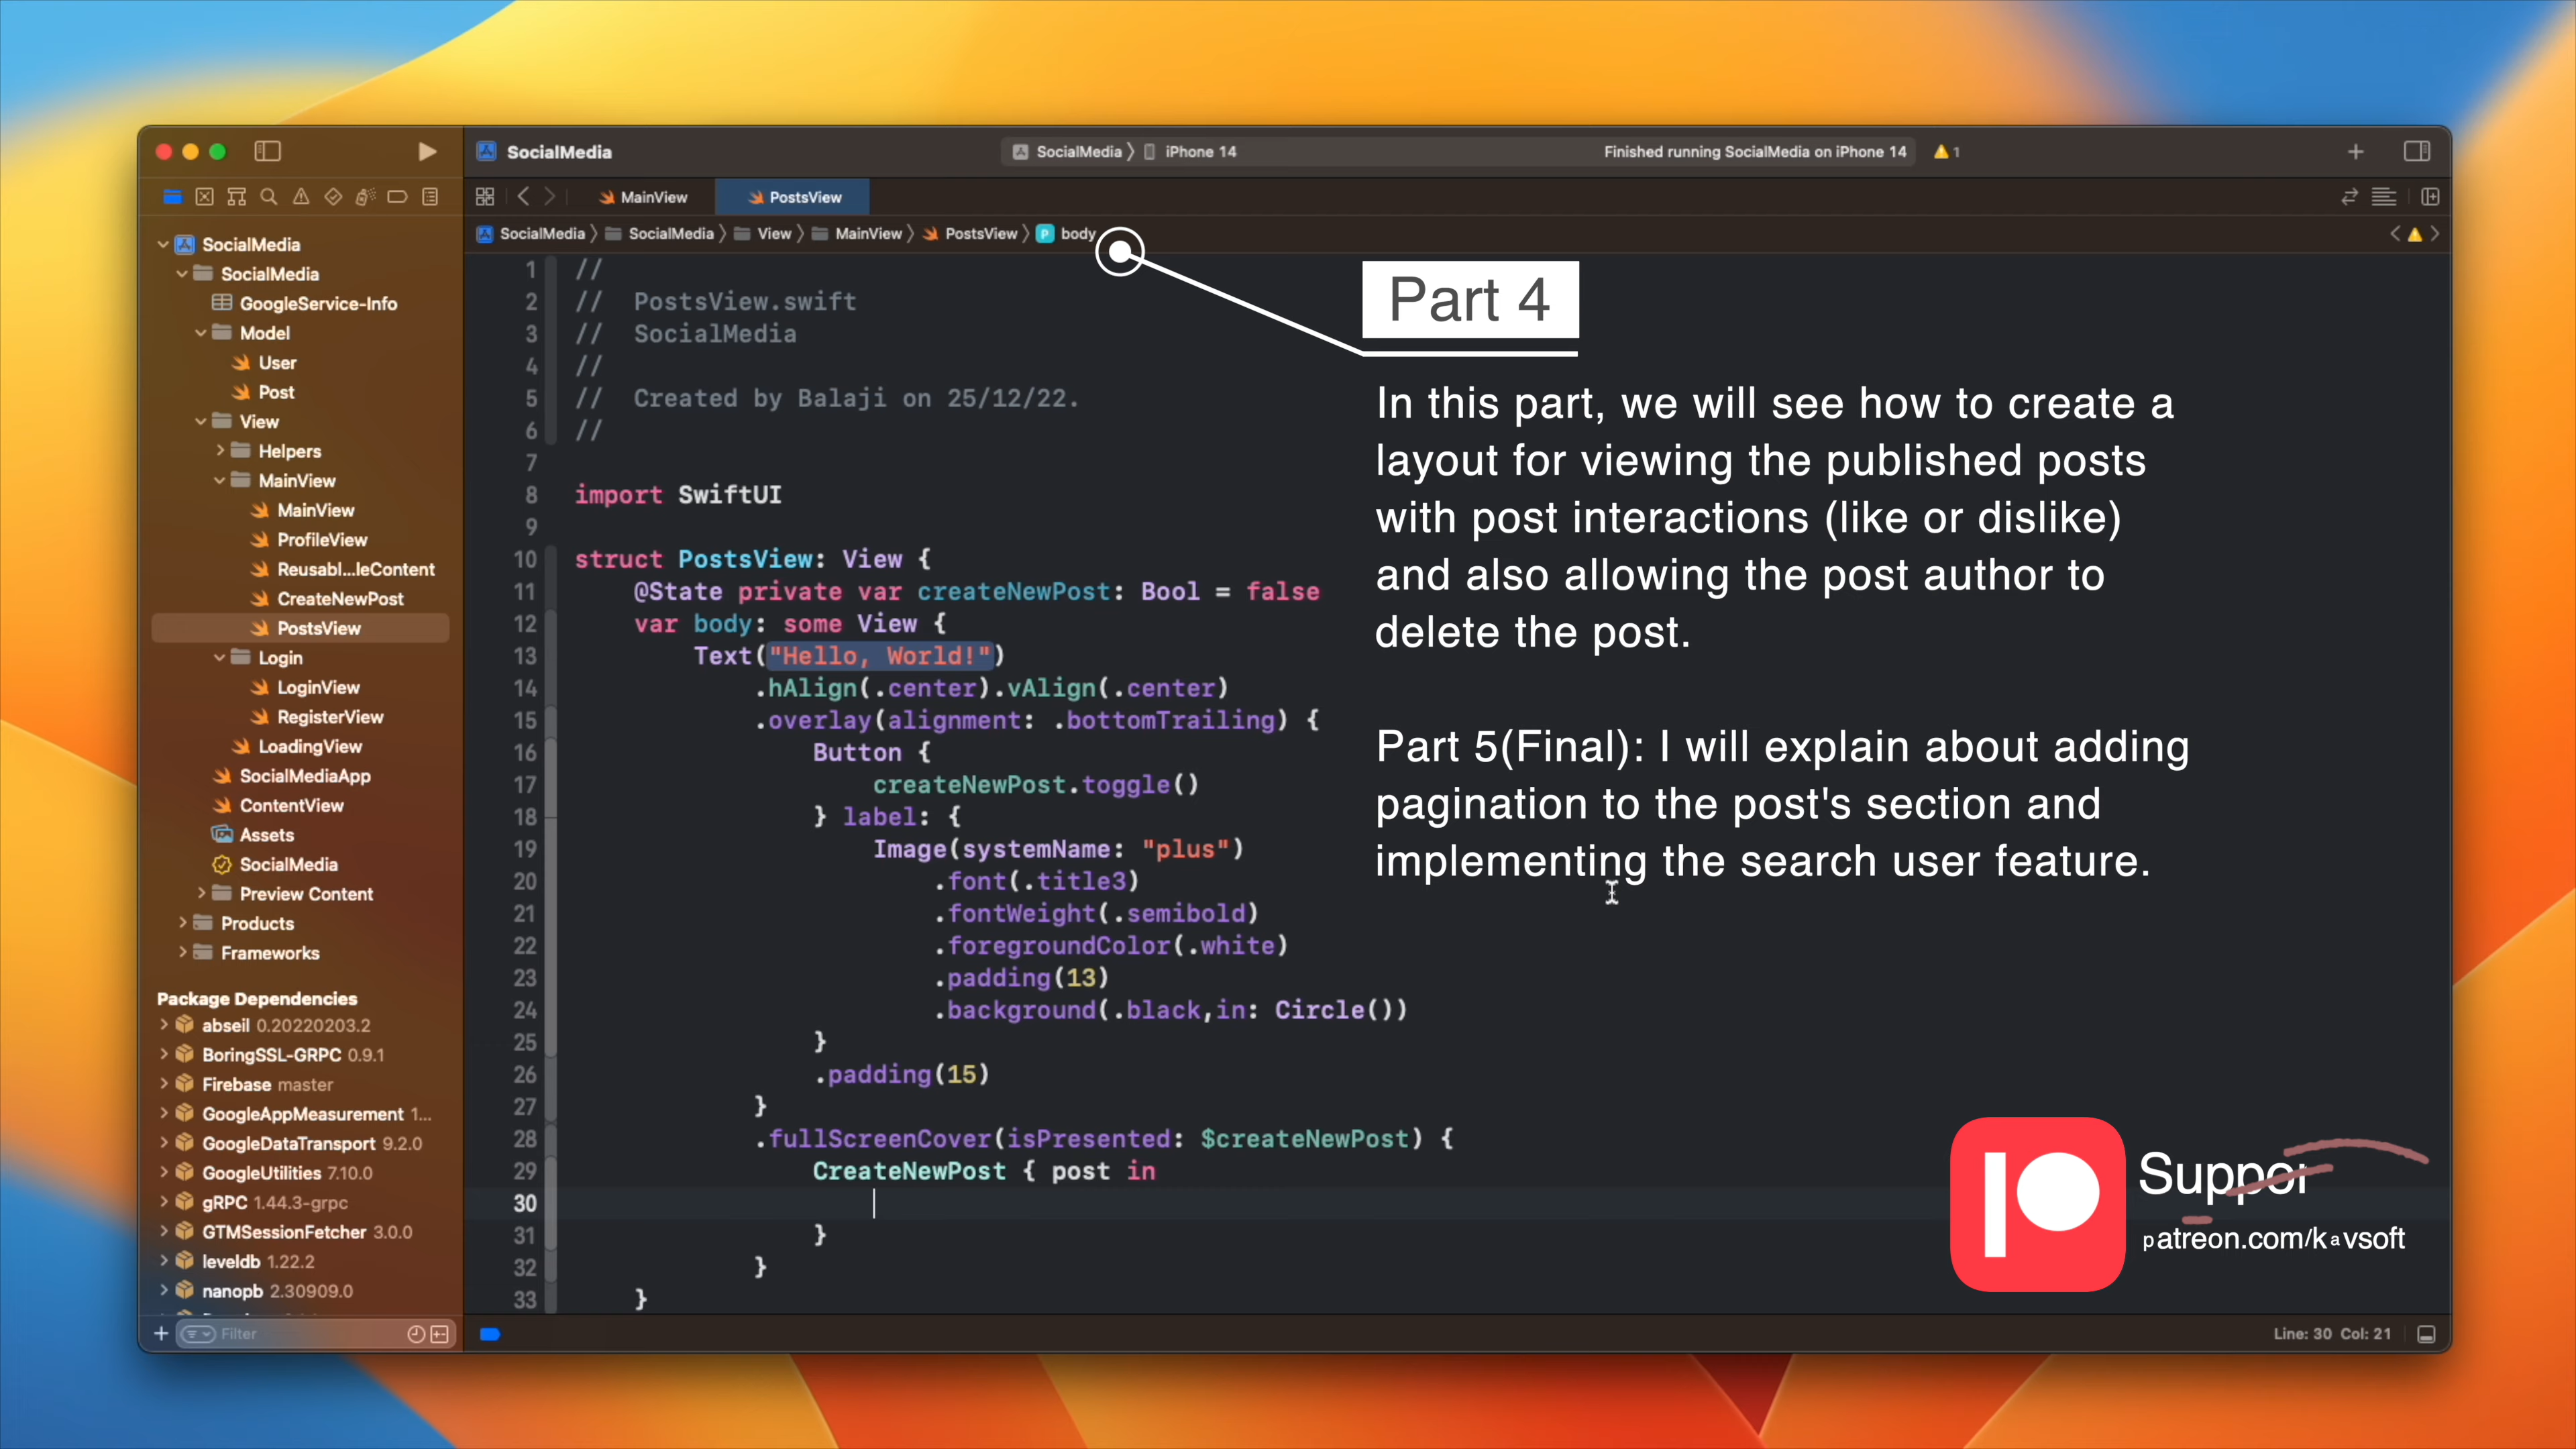 SocialMedia
SocialMedia 〉 iPhone 14
Finished running SocialMedia on iPhone 14
1
MainView
PostsView
SocialMedia 〉 SocialMedia 〉 View 〉 MainView 〉 PostsView 〉 P body
SocialMedia
SocialMedia
GoogleService-Info
Model
User
Post
View
Helpers
MainView
MainView
ProfileView
Reusabl...leContent
CreateNewPost
PostsView
Login
LoginView
RegisterView
LoadingView
SocialMediaApp
ContentView
Assets
SocialMedia
Preview Content
Products
Frameworks
Package Dependencies
abseil 0.20220203.2
BoringSSL-GRPC 0.9.1
Firebase master
GoogleAppMeasurement 1...
GoogleDataTransport 9.2.0
GoogleUtilities 7.10.0
gRPC 1.44.3-grpc
GTMSessionFetcher 3.0.0
leveldb 1.22.2
nanopb 2.30909.0
Filter
1 //
2 //  PostsView.swift
3 //  SocialMedia
4 //
5 //  Created by Balaji on 25/12/22.
6 //
7
8 import SwiftUI
9
10 struct PostsView: View {
11     @State private var createNewPost: Bool = false
12     var body: some View {
13         Text("Hello, World!")
14             .hAlign(.center).vAlign(.center)
15             .overlay(alignment: .bottomTrailing) {
16                 Button {
17                     createNewPost.toggle()
18                 } label: {
19                     Image(systemName: "plus")
20                         .font(.title3)
21                         .fontWeight(.semibold)
22                         .foregroundColor(.white)
23                         .padding(13)
24                         .background(.black,in: Circle())
25                 }
26                 .padding(15)
27             }
28             .fullScreenCover(isPresented: $createNewPost) {
29                 CreateNewPost { post in
30
31                 }
32             }
33     }
Part 4
In this part, we will see how to create a
layout for viewing the published posts
with post interactions (like or dislike)
and also allowing the post author to
delete the post.
Part 5(Final): I will explain about adding
pagination to the post's section and
implementing the search user feature.
Suppor
patreon.com/kavsoft
Line: 30 Col: 21